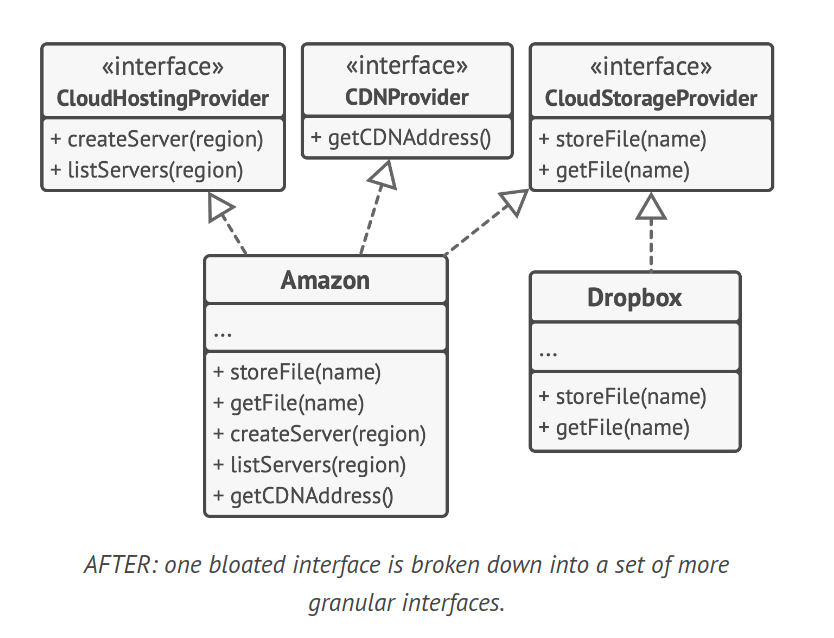 «interface»
CloudHostingProvider
+ createServer(region)
+ listServers(region)
«interface»
CDNProvider
+ getCDNAddress()
«interface»
CloudStorageProvider
+ storeFile(name)
+ getFile(name)
Amazon
...
+ storeFile(name)
+ getFile(name)
+ createServer(region)
+ listServers(region)
+ getCDNAddress()
Dropbox
...
+ storeFile(name)
+ getFile(name)
AFTER: one bloated interface is broken down into a set of more
granular interfaces.